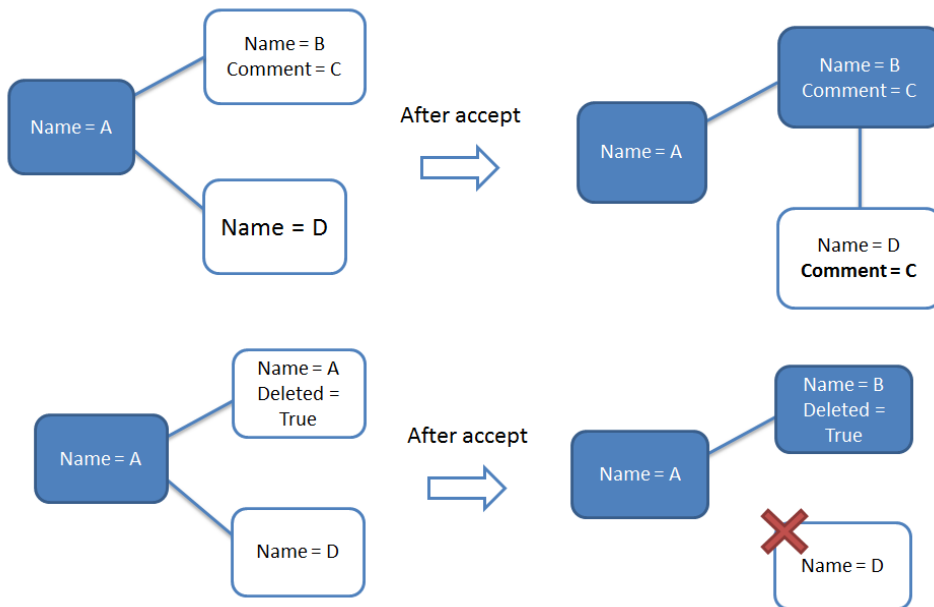 Name = A
Name = B
Comment = C
Name = D
After accept
Name = A
Name = B
Comment = C
Name = D
Comment = C
Name = A
Name = A
Deleted =
True
Name = D
After accept
Name = A
Name = B
Deleted =
True
Name = D